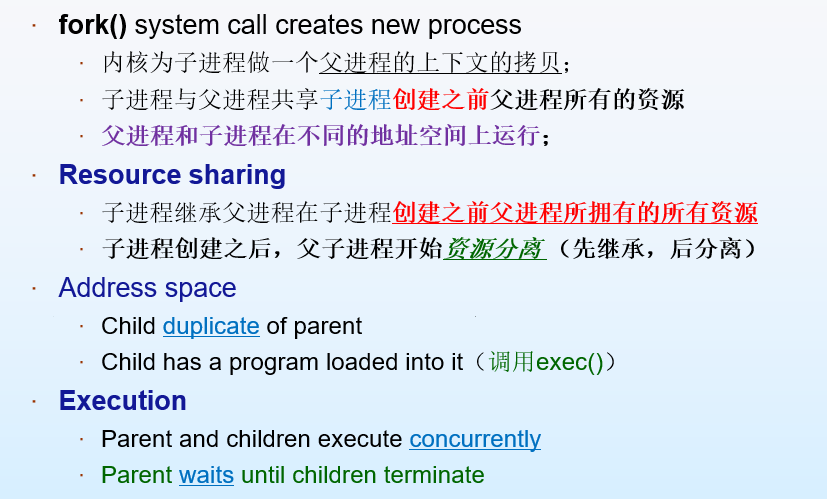 fork() system call creates new process
内核为子进程做一个父进程的上下文的拷贝；
子进程与父进程共享子进程创建之前父进程所有的资源
父进程和子进程在不同的地址空间上运行；
Resource sharing
子进程继承父进程在子进程创建之前父进程所拥有的所有资源
子进程创建之后，父子进程开始资源分离（先继承，后分离）
Address space
Child duplicate of parent
Child has a program loaded into it（调用exec()）
Execution
Parent and children execute concurrently
Parent waits until children terminate